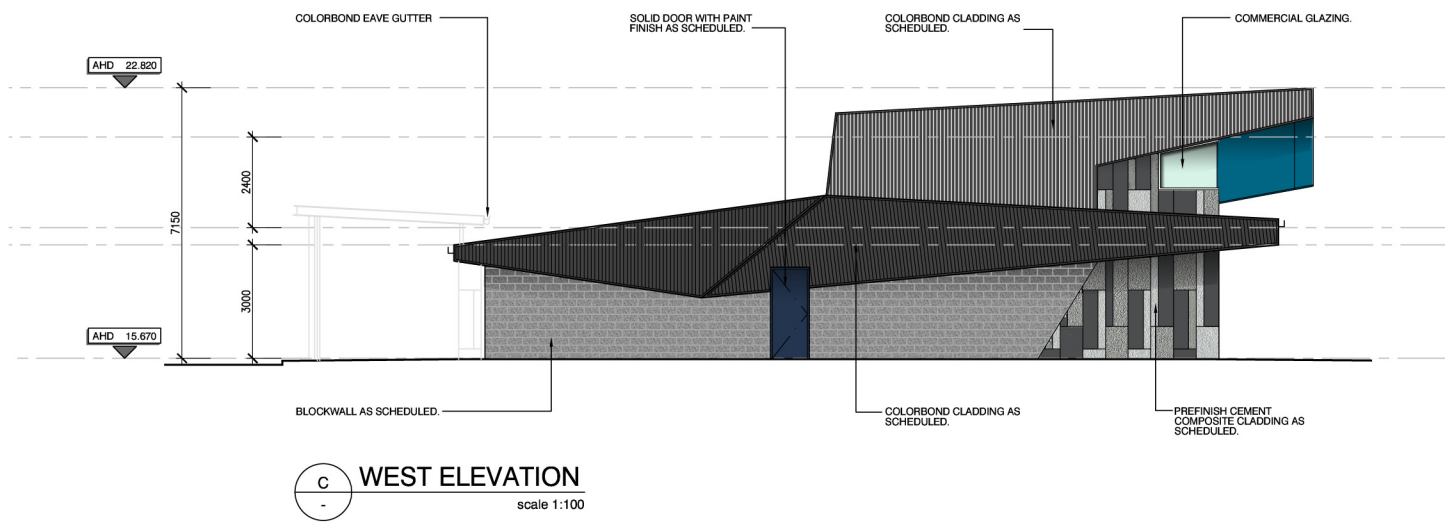 COLORBOND EAVE GUTTER
SOLID DOOR WITH PAINT
FINISH AS SCHEDULED.
COLORBOND CLADDING AS
SCHEDULED.
COMMERCIAL GLAZING.
AHD 22.820
2400
7150
3000
AHD 15.670
BLOCKWALL AS SCHEDULED.
COLORBOND CLADDING AS
SCHEDULED.
PREFINISH CEMENT
COMPOSITE CLADDING AS
SCHEDULED.
C
-
WEST ELEVATION
scale 1:100